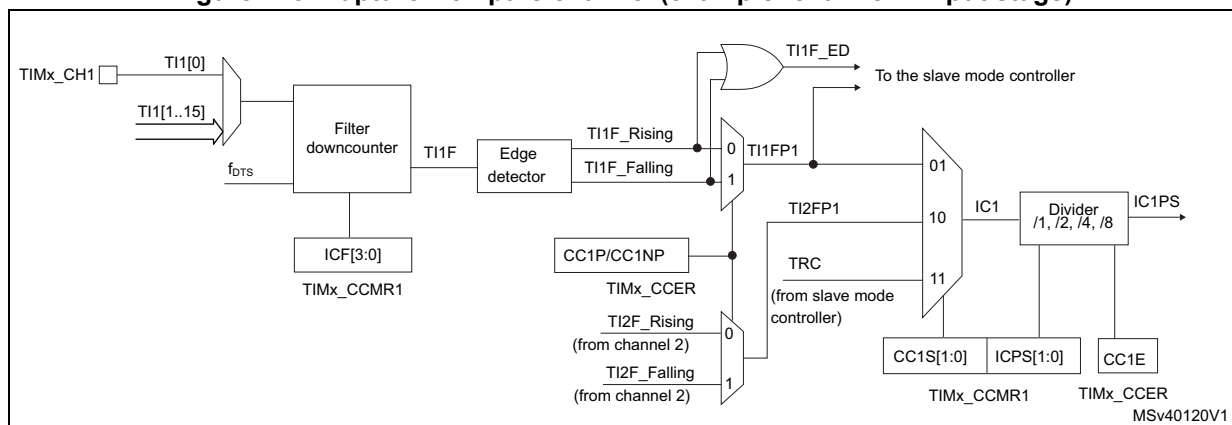 TI1[0]
TIMx_CH1
TI1[1..15]
fDTS
Filter
downcounter
ICF[3:0]
TIMx_CCMR1
TI1F
Edge
detector
TI1F_Rising
TI1F_Falling
TI1F_ED
To the slave mode controller
0
1
TI1FP1
CC1P/CC1NP
TIMx_CCER
TI2F_Rising
(from channel 2)
TI2F_Falling
(from channel 2)
0
1
TI2FP1
TRC
(from slave mode
controller)
01
10
11
IC1
Divider
/1, /2, /4, /8
IC1PS
CC1S[1:0]
ICPS[1:0]
TIMx_CCMR1
CC1E
TIMx_CCER
MSv40120V1